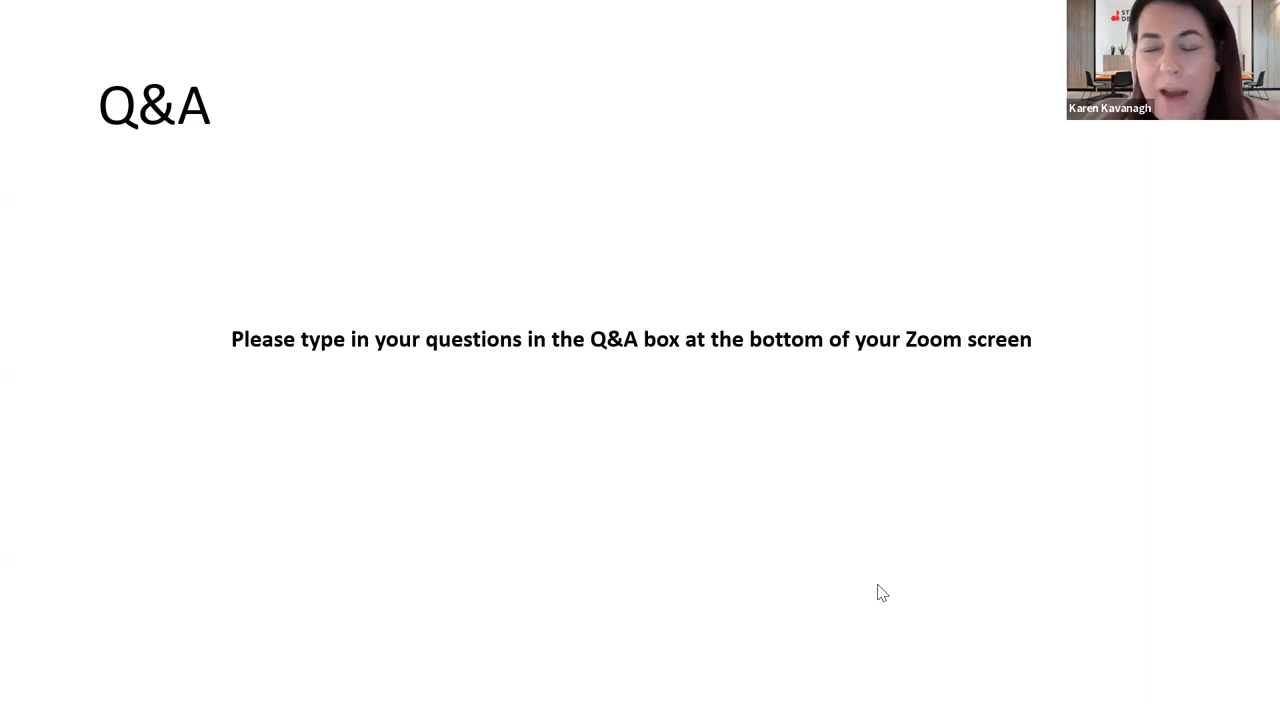 Q&A
Karen Kavanagh
Please type in your questions in the Q&A box at the bottom of your Zoom screen